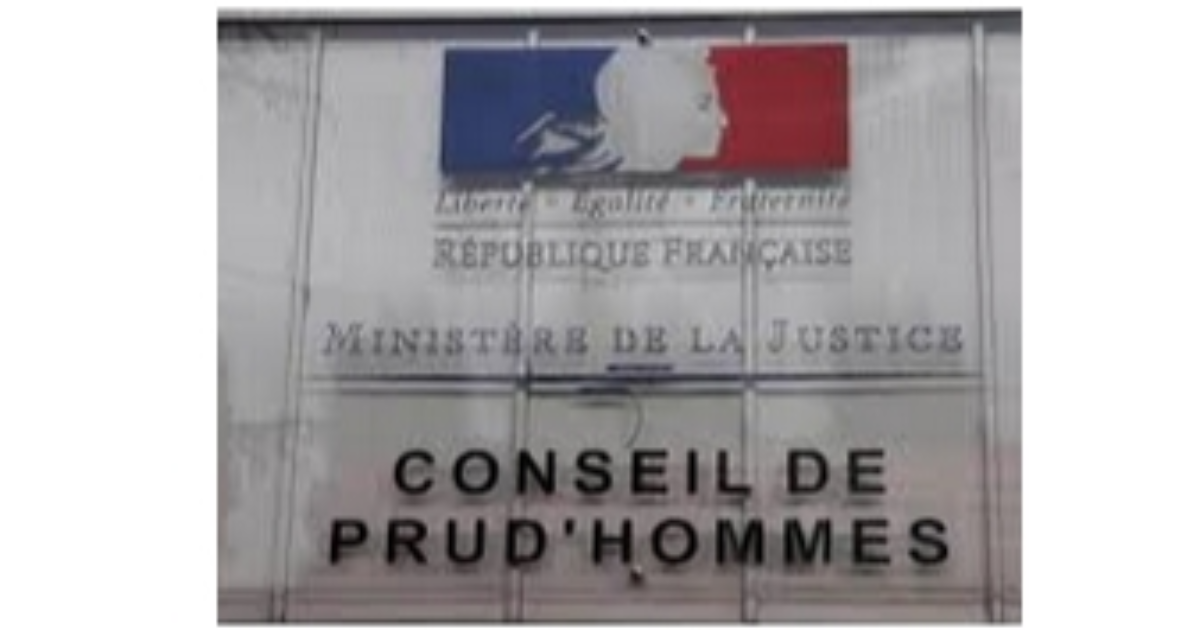 Liberté • Égalité • Fraternité
RÉPUBLIQUE FRANÇAISE
MINISTÈRE DE LA JUSTICE
CONSEIL DE
PRUD'HOMMES